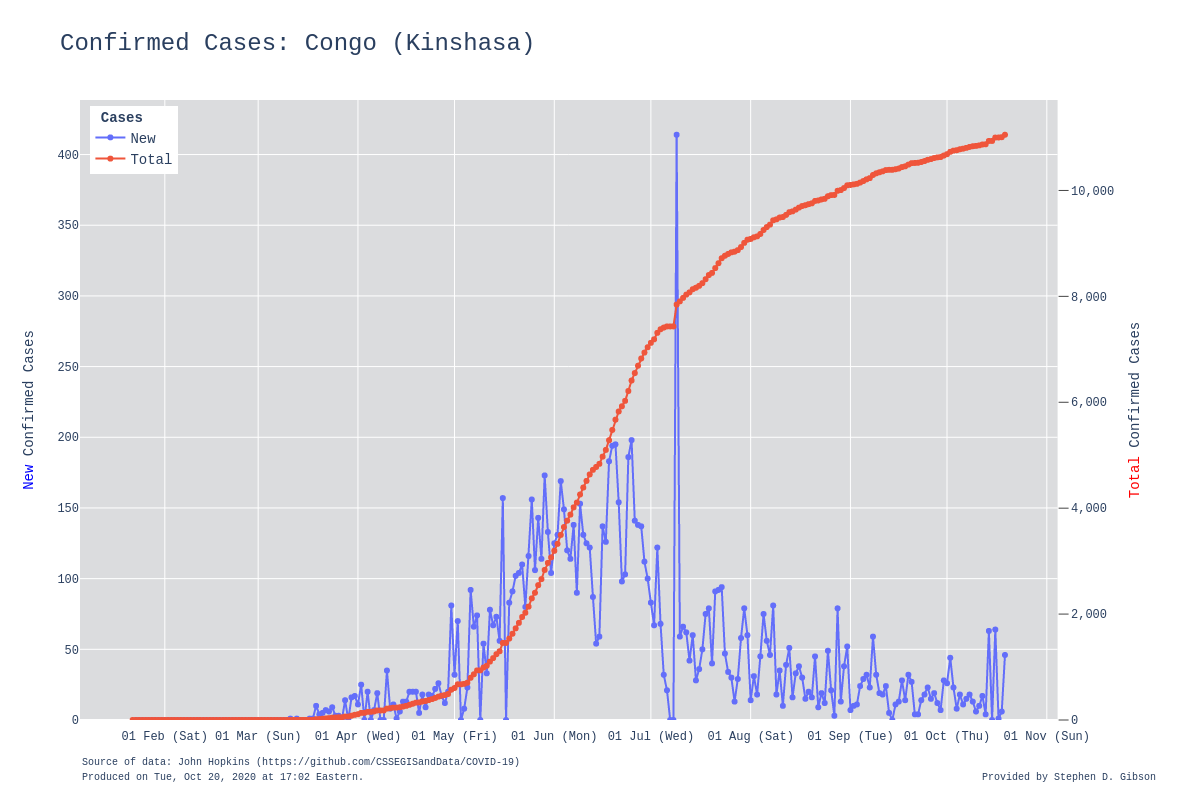 Confirmed Cases: Congo (Kinshasa)
Cases
New
Total
400
350
300
250
200
150
100
50
0
10,000
8,000
6,000
4,000
2,000
0
New Confirmed Cases
Total Confirmed Cases
01 Feb (Sat) 01 Mar (Sun) 01 Apr (Wed) 01 May (Fri) 01 Jun (Mon) 01 Jul (Wed) 01 Aug (Sat) 01 Sep (Tue) 01 Oct (Thu) 01 Nov (Sun)
Source of data: John Hopkins (https://github.com/CSSEGISandData/COVID-19)
Produced on Tue, Oct 20, 2020 at 17:02 Eastern.
Provided by Stephen D. Gibson